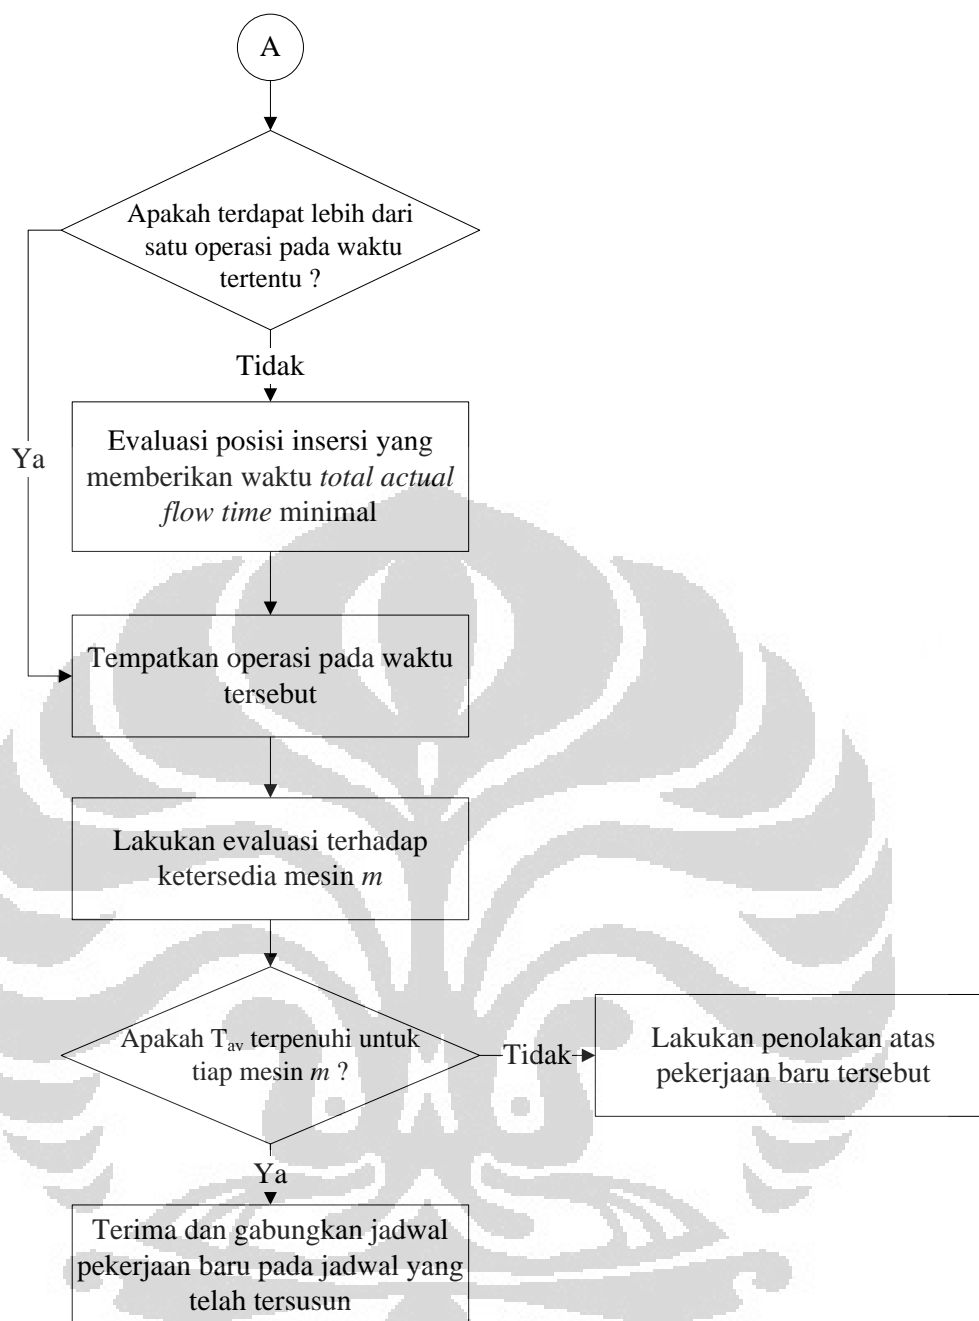 A
Apakah terdapat lebih dari
satu operasi pada waktu
tertentu ?
Tidak
Ya
Evaluasi posisi insersi yang
memberikan waktu total actual
flow time minimal
Tempatkan operasi pada waktu
tersebut
Lakukan evaluasi terhadap
ketersedia mesin m
Apakah Tav terpenuhi untuk
tiap mesin m ?
Tidak
Lakukan penolakan atas
pekerjaan baru tersebut
Ya
Terima dan gabungkan jadwal
pekerjaan baru pada jadwal yang
telah tersusun